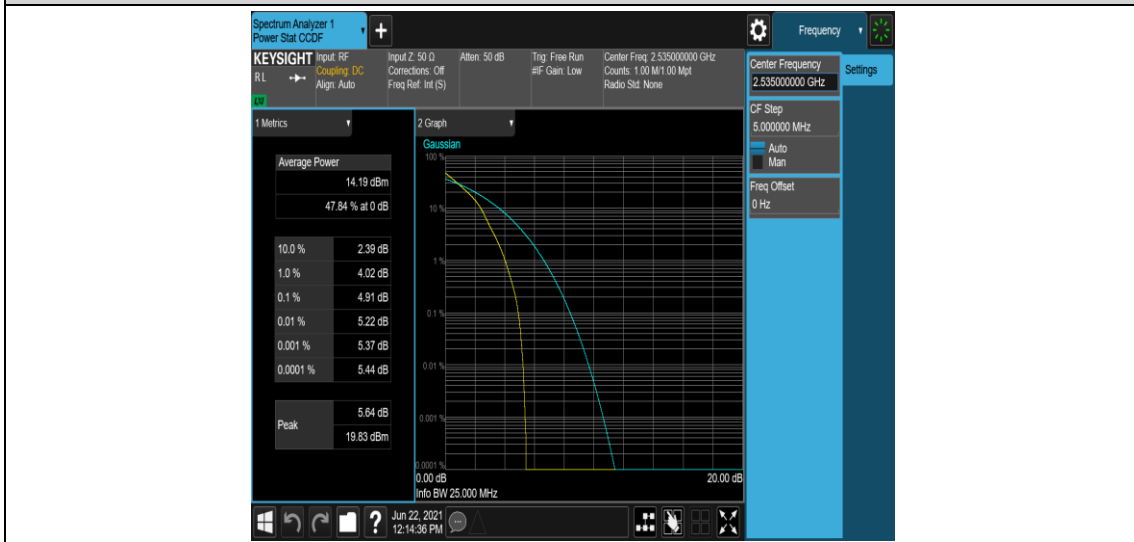 Spectrum Analyzer 1
Power Stat CCDF
Frequency
KEYSIGHT
RL
Input: RF
Coupling: DC
Align: Auto
Input Z: 50 Ω
Corrections: Off
Freq Ref: Int (S)
Atten: 50 dB
Trig: Free Run
#IF Gain: Low
Center Freq: 2.535000000 GHz
Counts: 1.00 M/1.00 Mpt
Radio Std: None
Center Frequency
2.535000000 GHz
Settings
CF Step
5.000000 MHz
Auto
Man
Freq Offset
0 Hz
1 Metrics
Average Power
14.19 dBm
47.84 % at 0 dB
10.0 % 2.39 dB
1.0 % 4.02 dB
0.1 % 4.91 dB
0.01 % 5.22 dB
0.001 % 5.37 dB
0.0001 % 5.44 dB
Peak
5.64 dB
19.83 dBm
2 Graph
Gaussian
100 %
10 %
1 %
0.1 %
0.01 %
0.001 %
0.0001 %
0.00 dB 20.00 dB
Info BW 25.000 MHz
?
Jun 22, 2021
12:14:36 PM